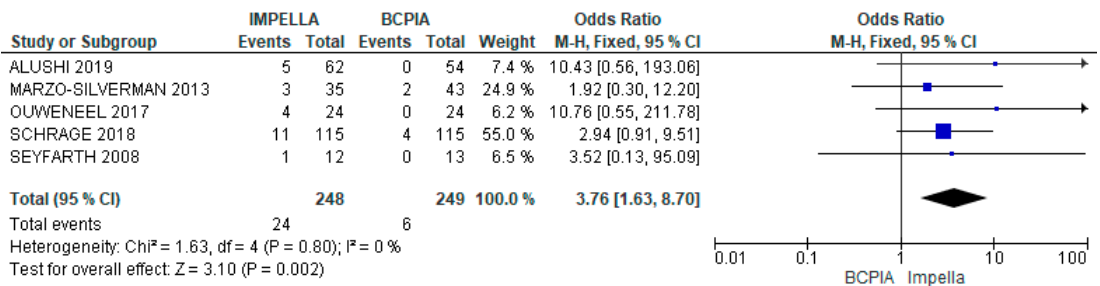 IMPELLA BCPIA Odds Ratio Odds Ratio
Study or Subgroup Events Total Events Total Weight M-H, Fixed, 95 % CI M-H, Fixed, 95 % CI
ALUSHI 2019 5 62 0 54 7.4 % 10.43 [0.56, 193.06]
MARZO-SILVERMAN 2013 3 35 2 43 24.9 % 1.92 [0.30, 12.20]
OUWENEEL 2017 4 24 0 24 6.2 % 10.76 [0.55, 211.78]
SCHRAGE 2018 11 115 4 115 55.0 % 2.94 [0.91, 9.51]
SEYFARTH 2008 1 12 0 13 6.5 % 3.52 [0.13, 95.09]
Total (95 % CI) 248 249 100.0 % 3.76 [1.63, 8.70]
Total events 24 6
Heterogeneity: Chi² = 1.63, df = 4 (P = 0.80); I² = 0 %
Test for overall effect: Z = 3.10 (P = 0.002)
0.01 0.1 1 10 100
BCPIA Impella